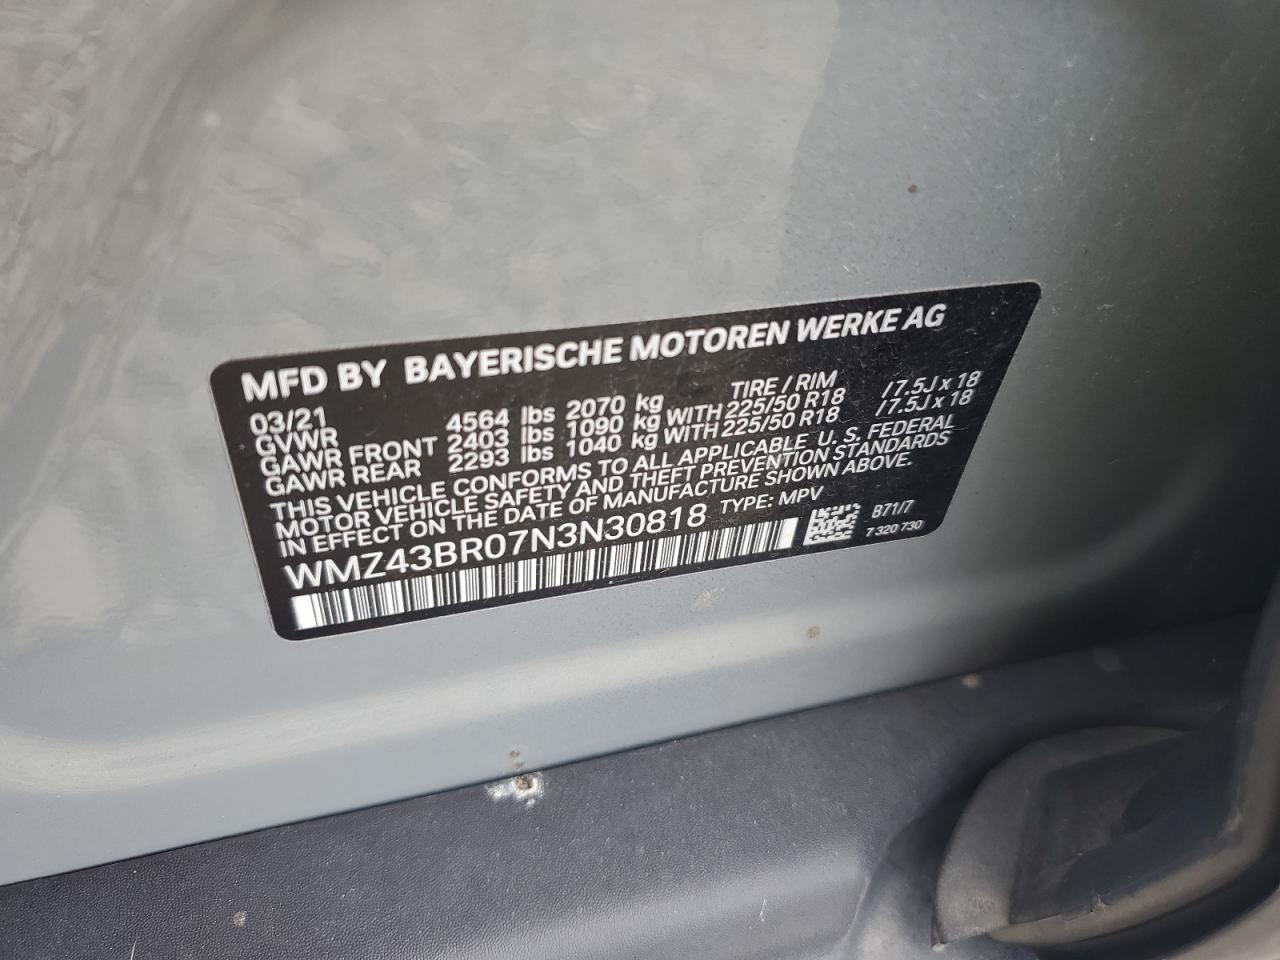 MFD BY BAYERISCHE MOTOREN WERKE AG
03/21 TIRE / RIM
GVWR 4564 lbs 2070 kg
GAWR FRONT 2403 lbs 1090 kg WITH 225/50 R18 /7.5J x 18
GAWR REAR 2293 lbs 1040 kg WITH 225/50 R18 /7.5J x 18
THIS VEHICLE CONFORMS TO ALL APPLICABLE U. S. FEDERAL
MOTOR VEHICLE SAFETY AND THEFT PREVENTION STANDARDS
IN EFFECT ON THE DATE OF MANUFACTURE SHOWN ABOVE.
WMZ43BR07N3N30818 TYPE: MPV
B71/7
7 320 730